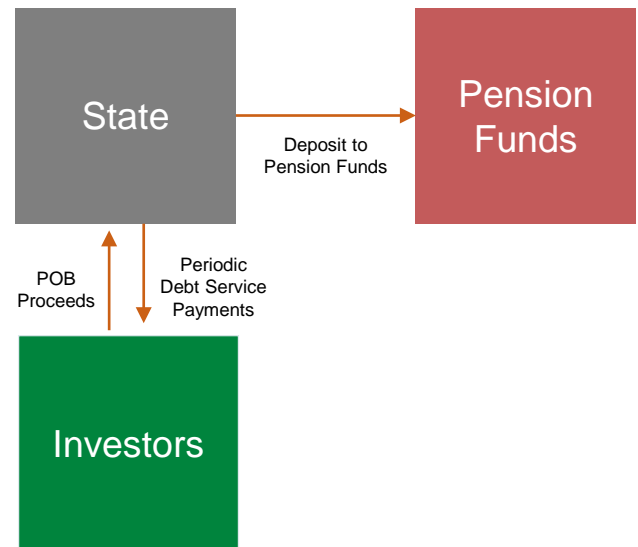 State
Pension
Funds
Deposit to
Pension Funds
POB
Proceeds
Periodic
Debt Service
Payments
Investors